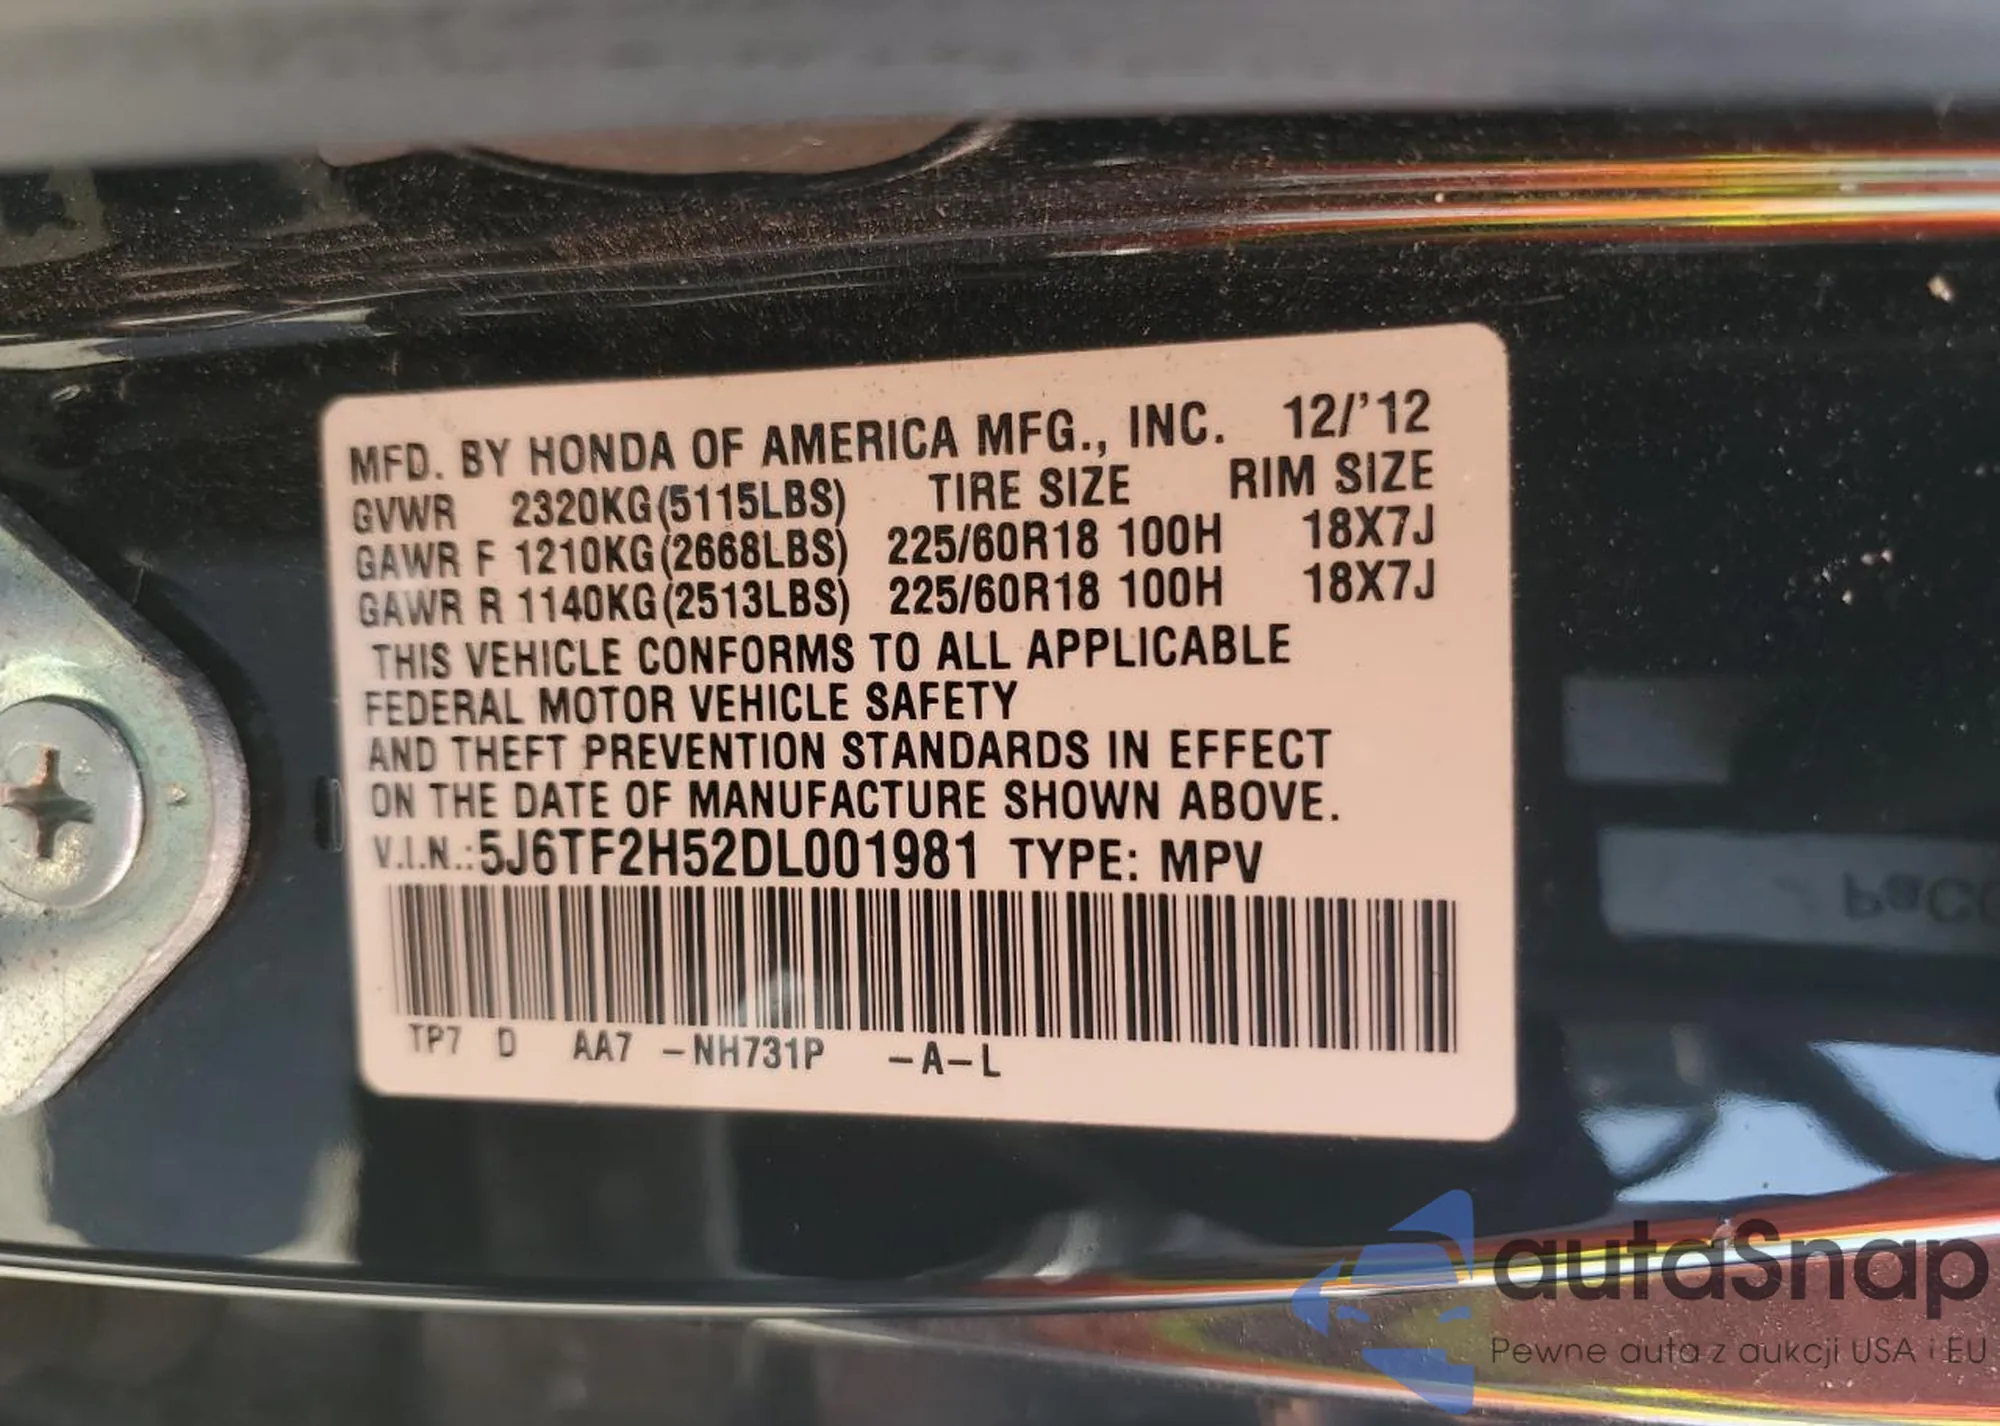 MFD. BY HONDA OF AMERICA MFG., INC. 12/'12
GVWR 2320KG(5115LBS) TIRE SIZE RIM SIZE
GAWR F 1210KG(2668LBS) 225/60R18 100H 18X7J
GAWR R 1140KG(2513LBS) 225/60R18 100H 18X7J
THIS VEHICLE CONFORMS TO ALL APPLICABLE
FEDERAL MOTOR VEHICLE SAFETY
AND THEFT PREVENTION STANDARDS IN EFFECT
ON THE DATE OF MANUFACTURE SHOWN ABOVE.
V.I.N.:5J6TF2H52DL001981 TYPE: MPV
TP7 D AA7 -NH731P -A-L
autaSnap
Pewne auta z aukcji USA i EU